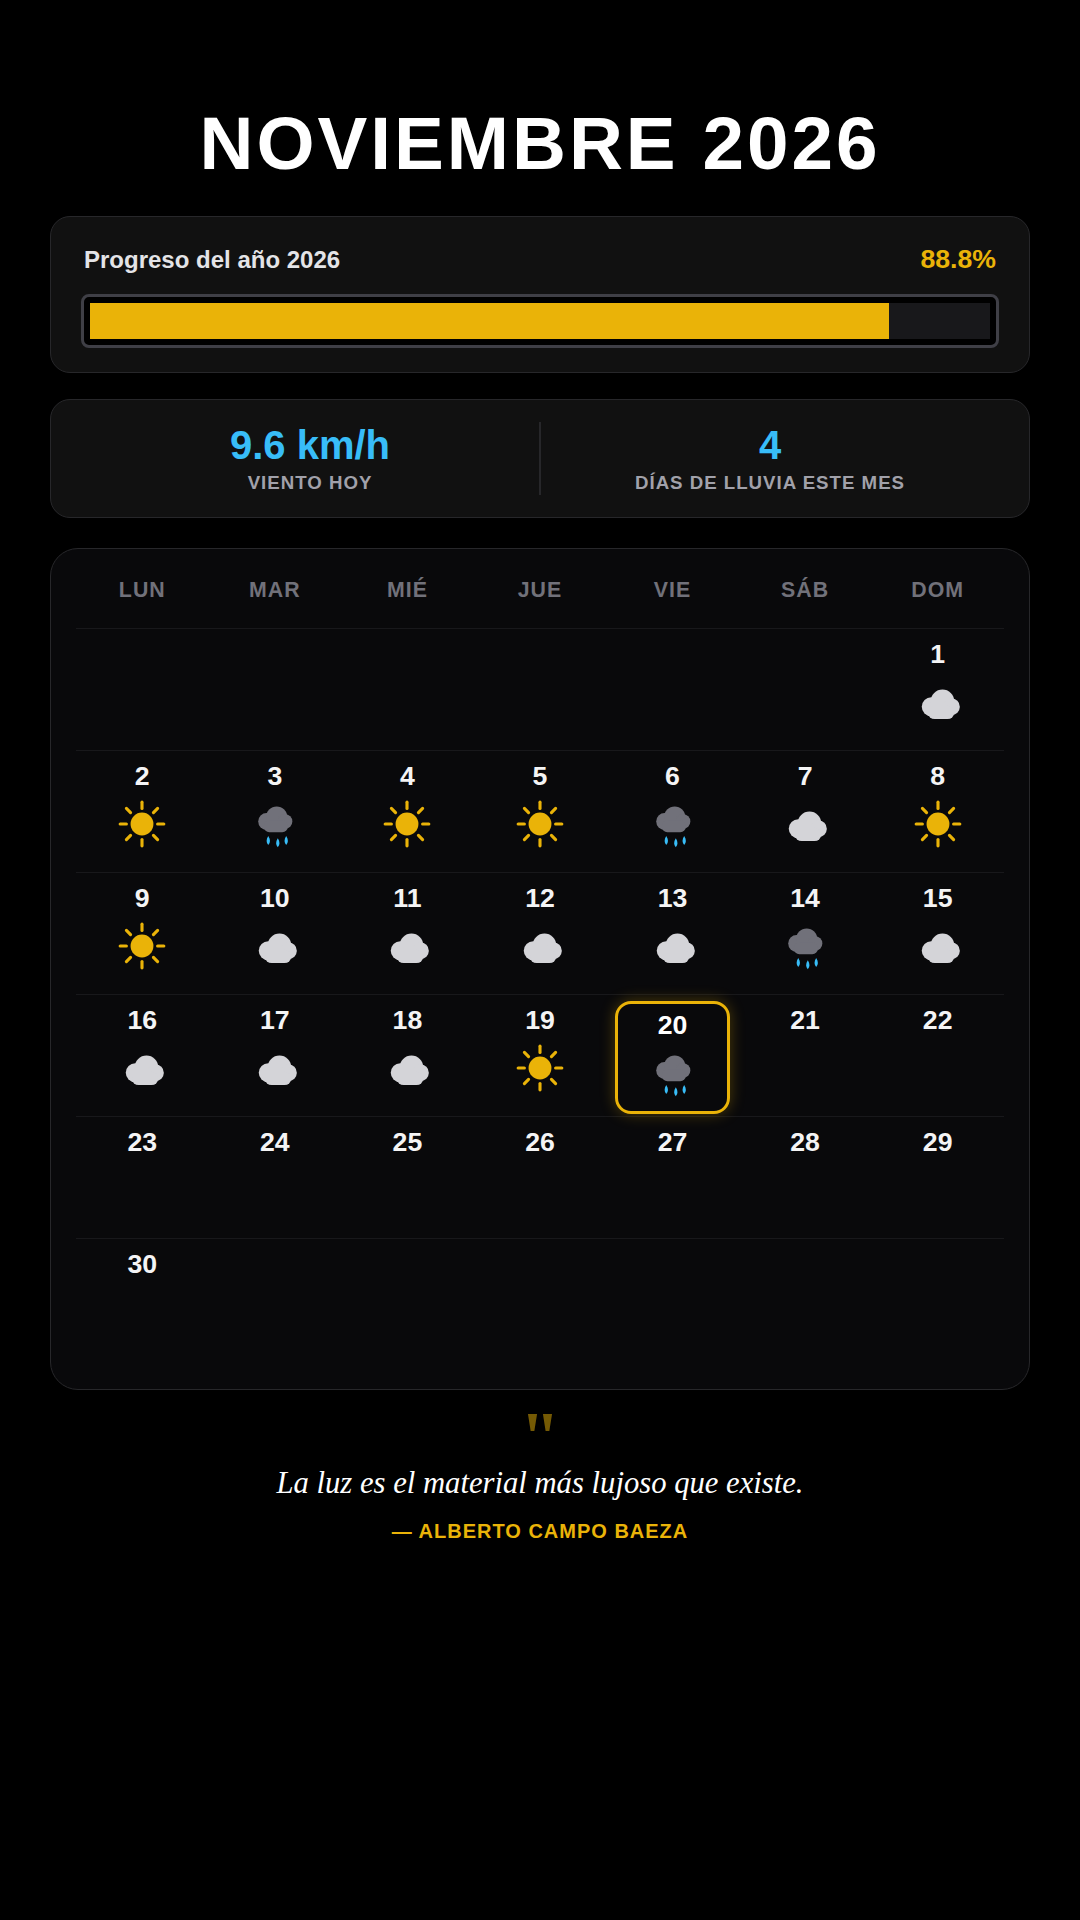 NOVIEMBRE 2026
Progreso del año 2026 88.8%
9.6 km/h 4
VIENTO HOY DÍAS DE LLUVIA ESTE MES
LUN MAR MIÉ JUE VIE SÁB DOM
1
2 3 4 5 6 7 8
9 10 11 12 13 14 15
16 17 18 19 20 21 22
23 24 25 26 27 28 29
30
"
La luz es el material más lujoso que existe.
— ALBERTO CAMPO BAEZA